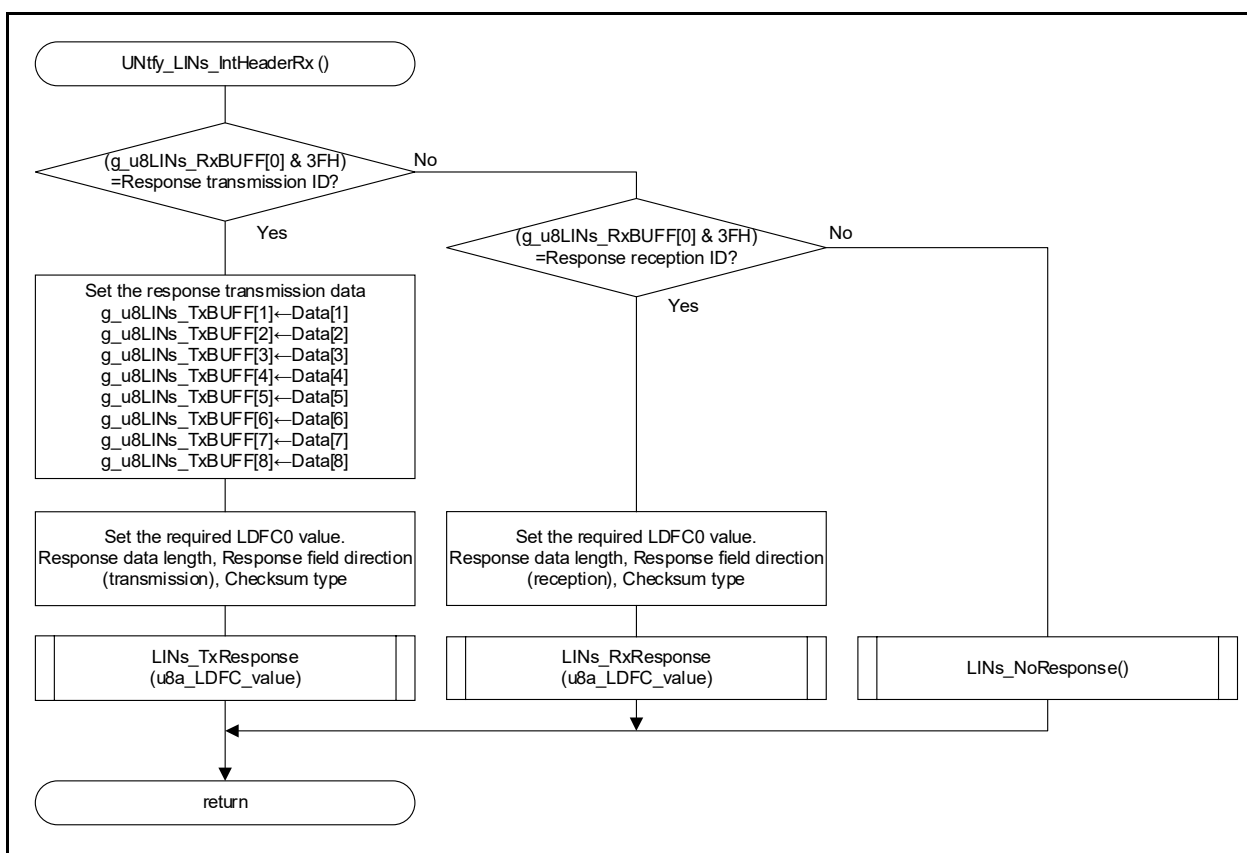 UNtfy_LINs_IntHeaderRx ()
(g_u8LINs_RxBUFF[0] & 3FH)
=Response transmission ID?
No
Yes
(g_u8LINs_RxBUFF[0] & 3FH)
=Response reception ID?
No
Yes
Set the response transmission data
g_u8LINs_TxBUFF[1]←Data[1]
g_u8LINs_TxBUFF[2]←Data[2]
g_u8LINs_TxBUFF[3]←Data[3]
g_u8LINs_TxBUFF[4]←Data[4]
g_u8LINs_TxBUFF[5]←Data[5]
g_u8LINs_TxBUFF[6]←Data[6]
g_u8LINs_TxBUFF[7]←Data[7]
g_u8LINs_TxBUFF[8]←Data[8]
Set the required LDFC0 value.
Response data length, Response field direction
(transmission), Checksum type
Set the required LDFC0 value.
Response data length, Response field direction
(reception), Checksum type
LINs_TxResponse
(u8a_LDFC_value)
LINs_RxResponse
(u8a_LDFC_value)
LINs_NoResponse()
return